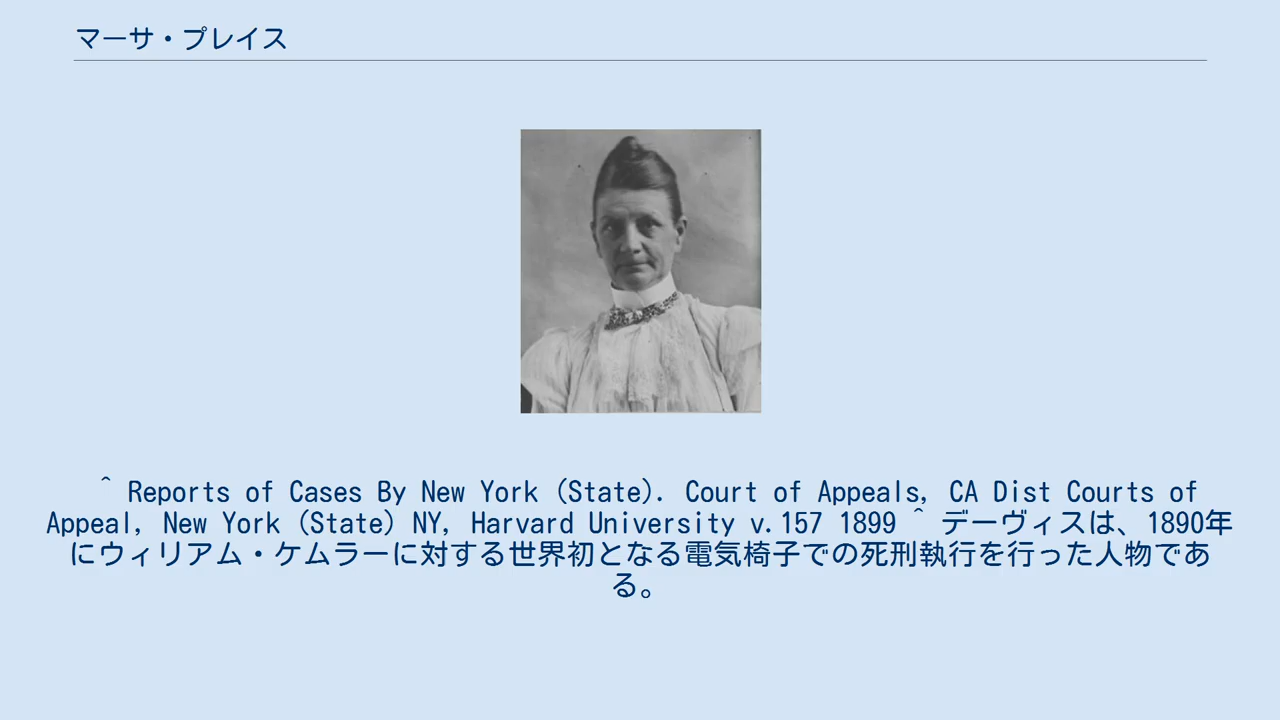 マーサ・プレイス
^ Reports of Cases By New York (State). Court of Appeals, CA Dist Courts of
Appeal, New York (State) NY, Harvard University v.157 1899 ^ デーヴィスは、1890年
にウィリアム・ケムラーに対する世界初となる電気椅子での死刑執行を行った人物であ
る。